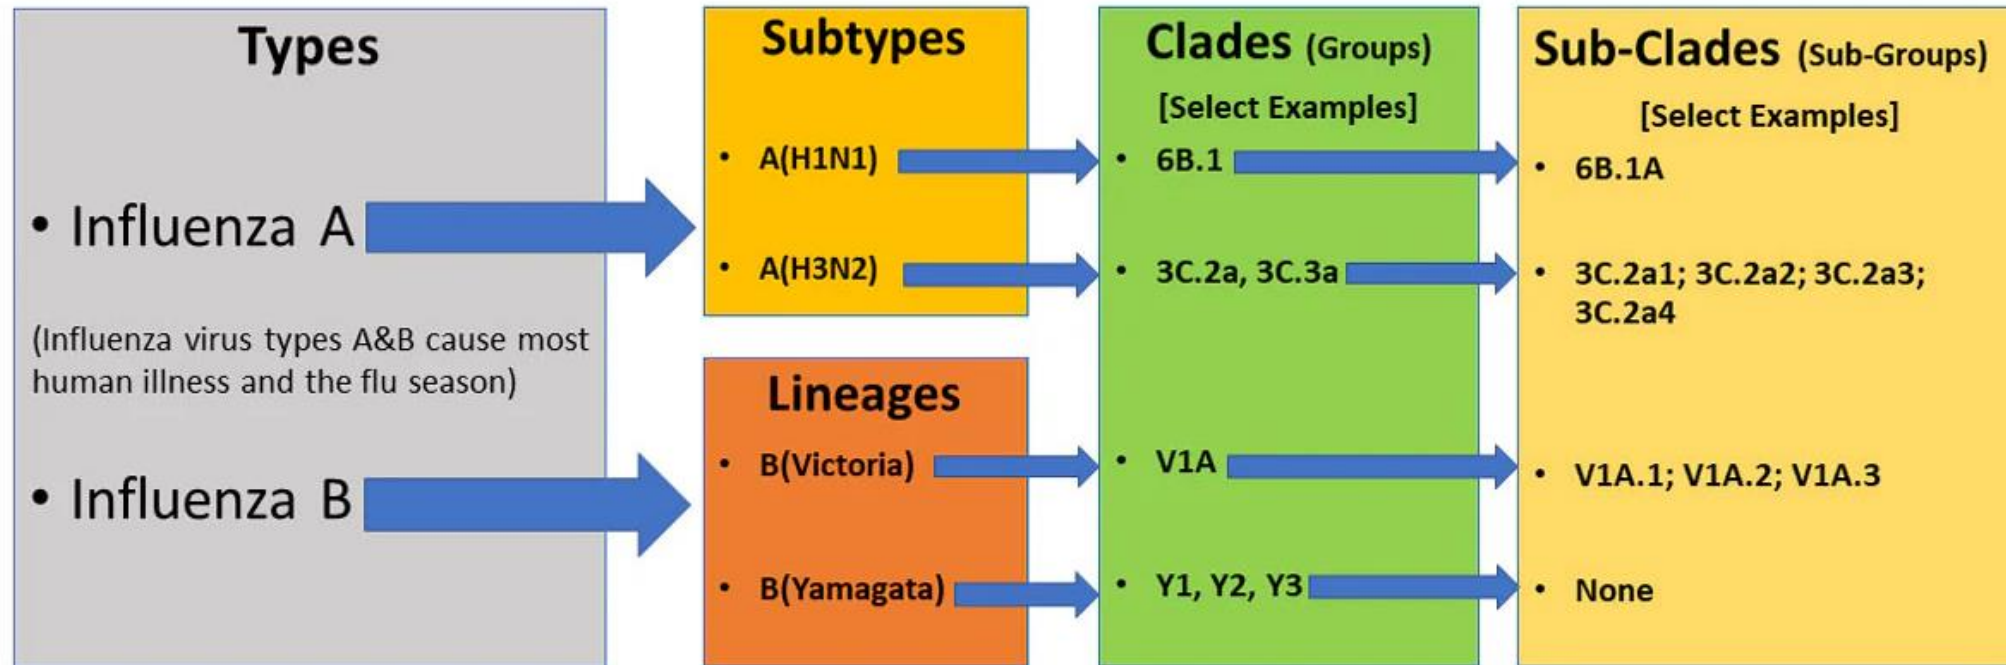 Types
• Influenza A
(Influenza virus types A&B cause most
human illness and the flu season)
• Influenza B
Subtypes
• A(H1N1)
• A(H3N2)
Lineages
• B(Victoria)
• B(Yamagata)
Clades (Groups)
[Select Examples]
• 6B.1
• 3C.2a, 3C.3a
• V1A
• Y1, Y2, Y3
Sub-Clades (Sub-Groups)
[Select Examples]
• 6B.1A
• 3C.2a1; 3C.2a2; 3C.2a3;
3C.2a4
• V1A.1; V1A.2; V1A.3
• None